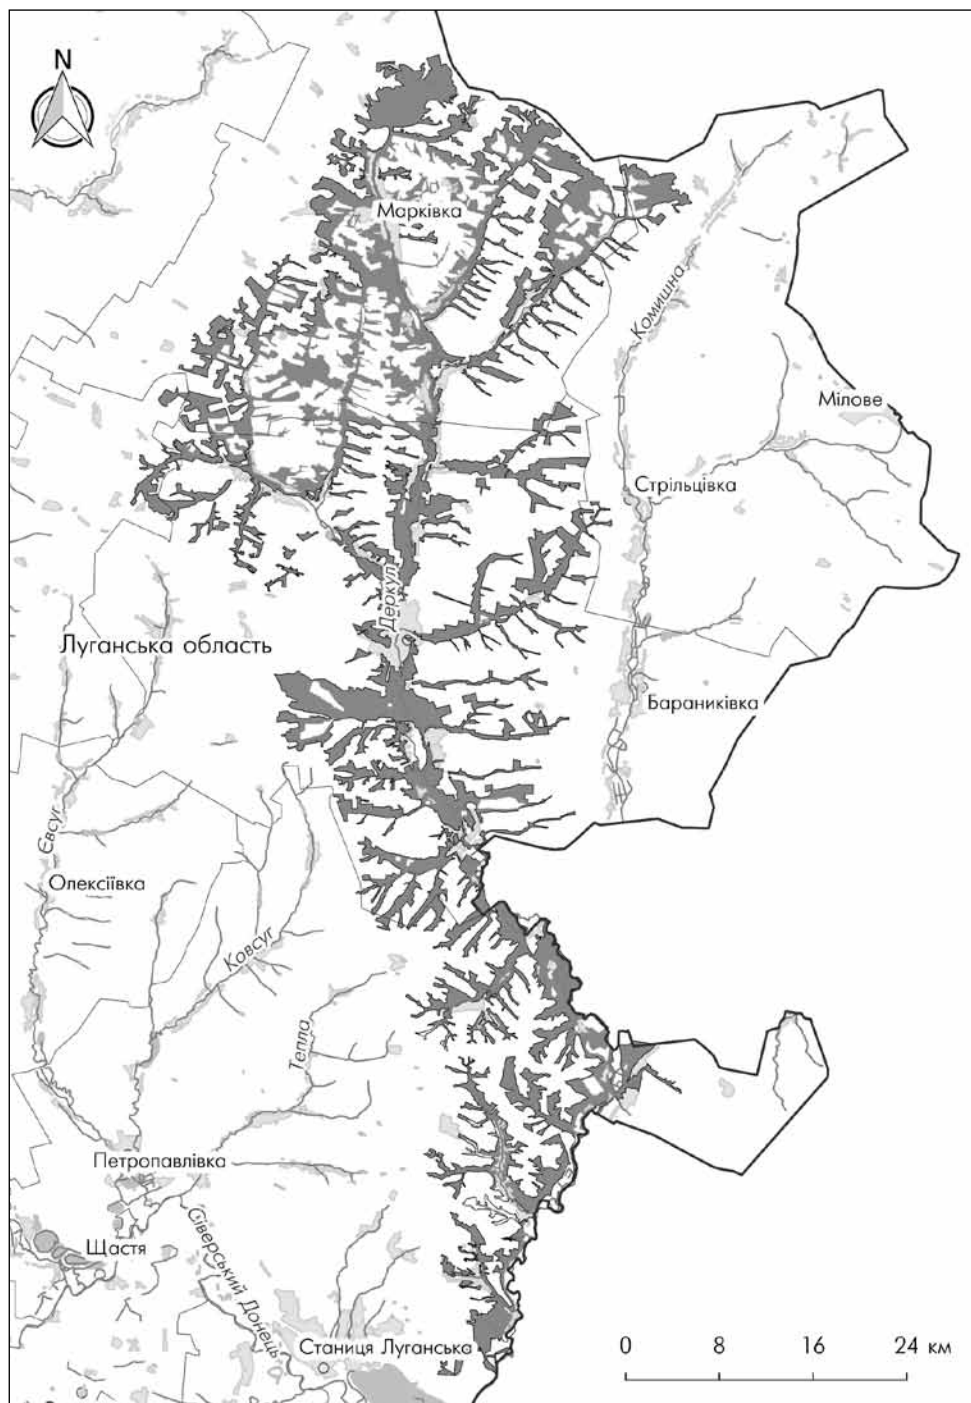 N
Марківка
Комишна
Мілове
Стрільцівка
Деркул
Луганська область
Бараниківка
Євсуг
Олексіївка
Ковсуг
Тепла
Петропавлівка
Щастя
Сіверський Донець
Станиця Луганська
0 8 16 24 км